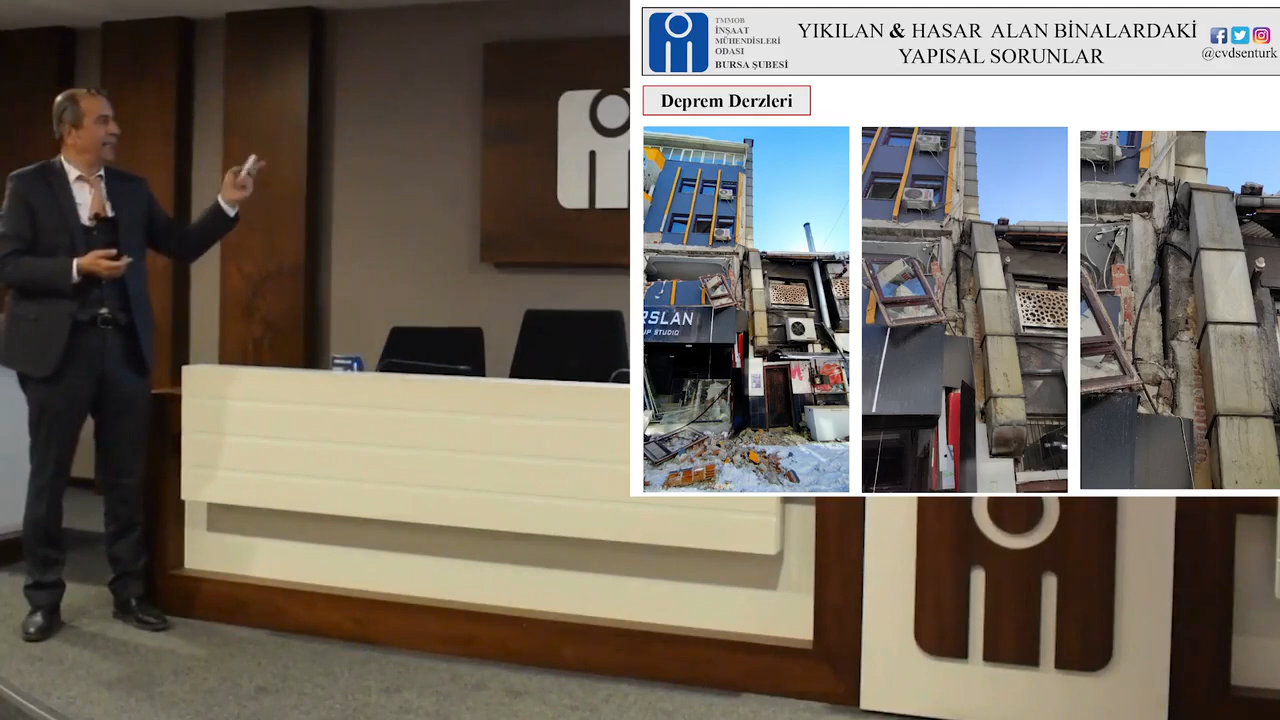 TMMOB
İNŞAAT
MÜHENDİSLERİ
ODASI
BURSA ŞUBESİ
YIKILAN & HASAR ALAN BİNALARDAKİ
YAPISAL SORUNLAR
@cvdsenturk
Deprem Derzleri
RSLAN
UP STUDIO